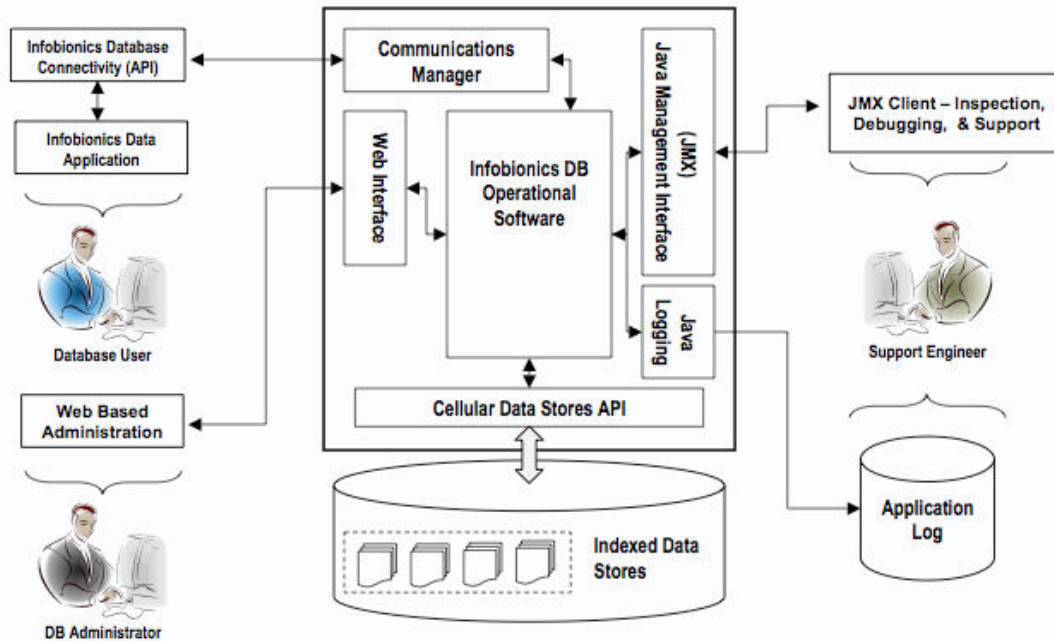 Infobionics Database
Connectivity (API)
Infobionics Data
Application
Database User
Web Based
Administration
DB Administrator
Communications
Manager
Web Interface
Infobionics DB
Operational
Software
Java Management Interface
(JMX)
Java
Logging
Cellular Data Stores API
Indexed Data
Stores
JMX Client – Inspection,
Debugging, & Support
Support Engineer
Application
Log